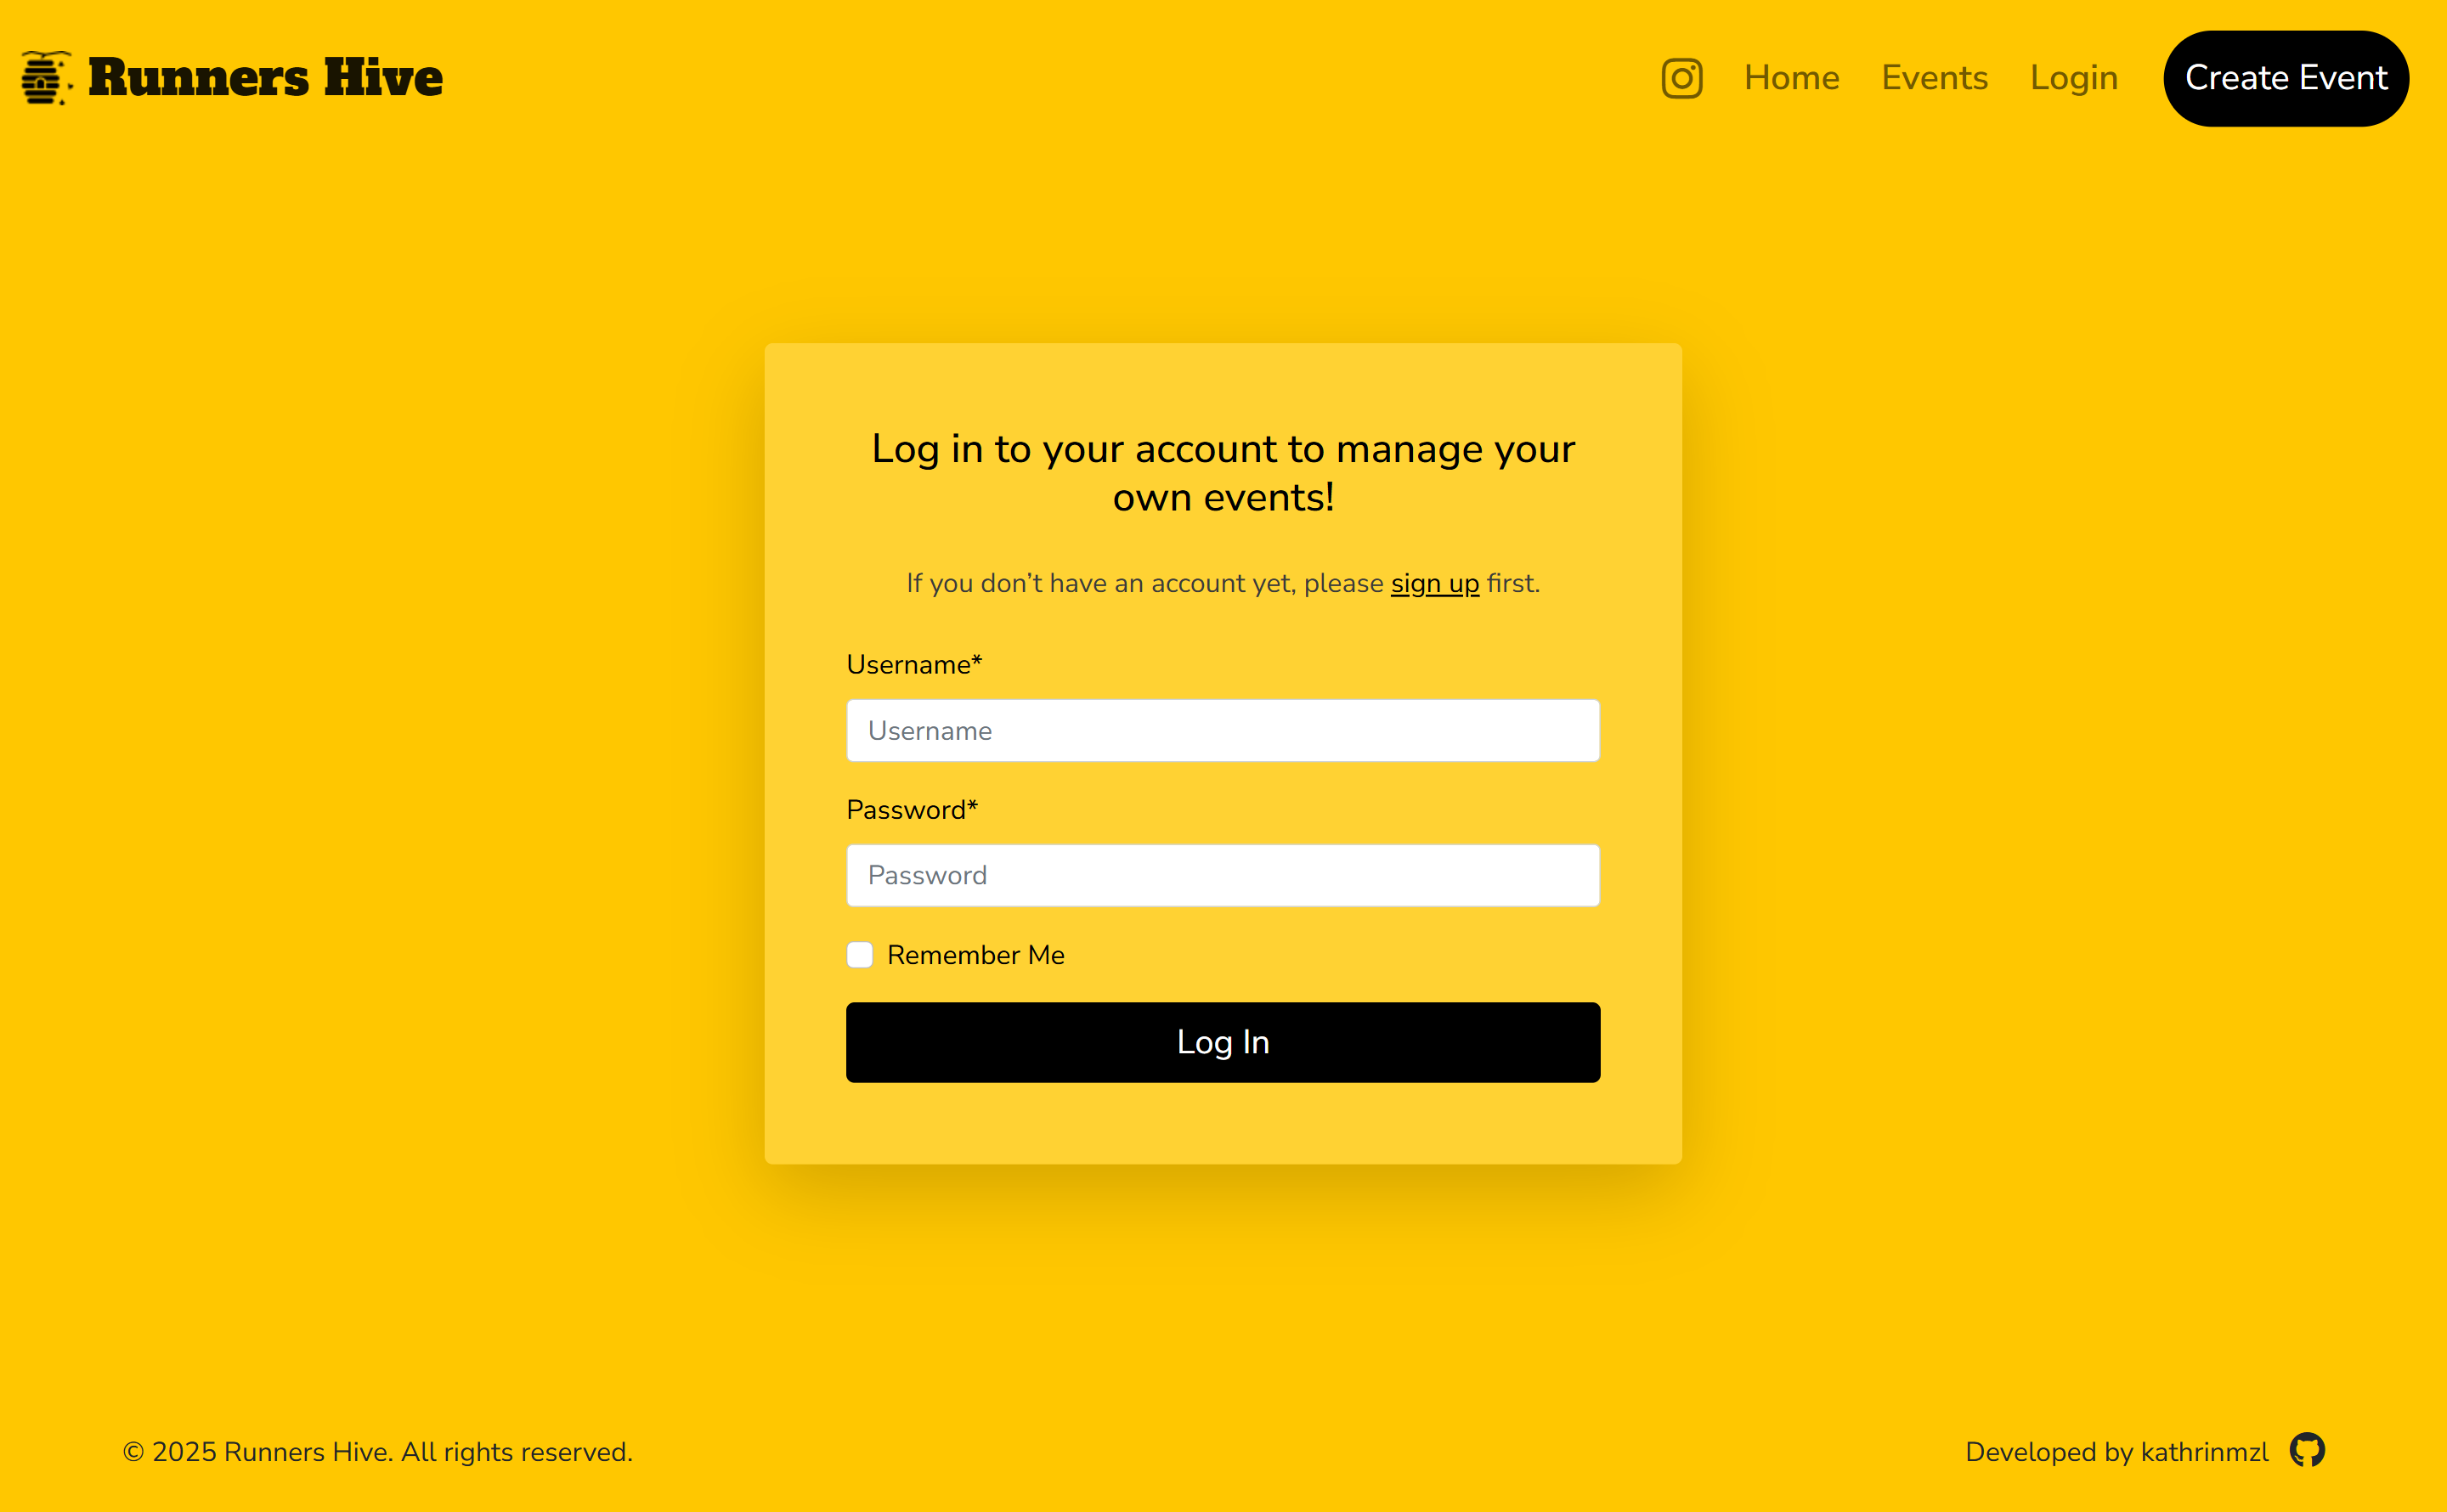 Runners Hive
Home
Events
Login
Create Event
Log in to your account to manage your
own events!
If you don’t have an account yet, please sign up first.
Username*
Username
Password*
Password
Remember Me
Log In
© 2025 Runners Hive. All rights reserved.
Developed by kathrinmzl